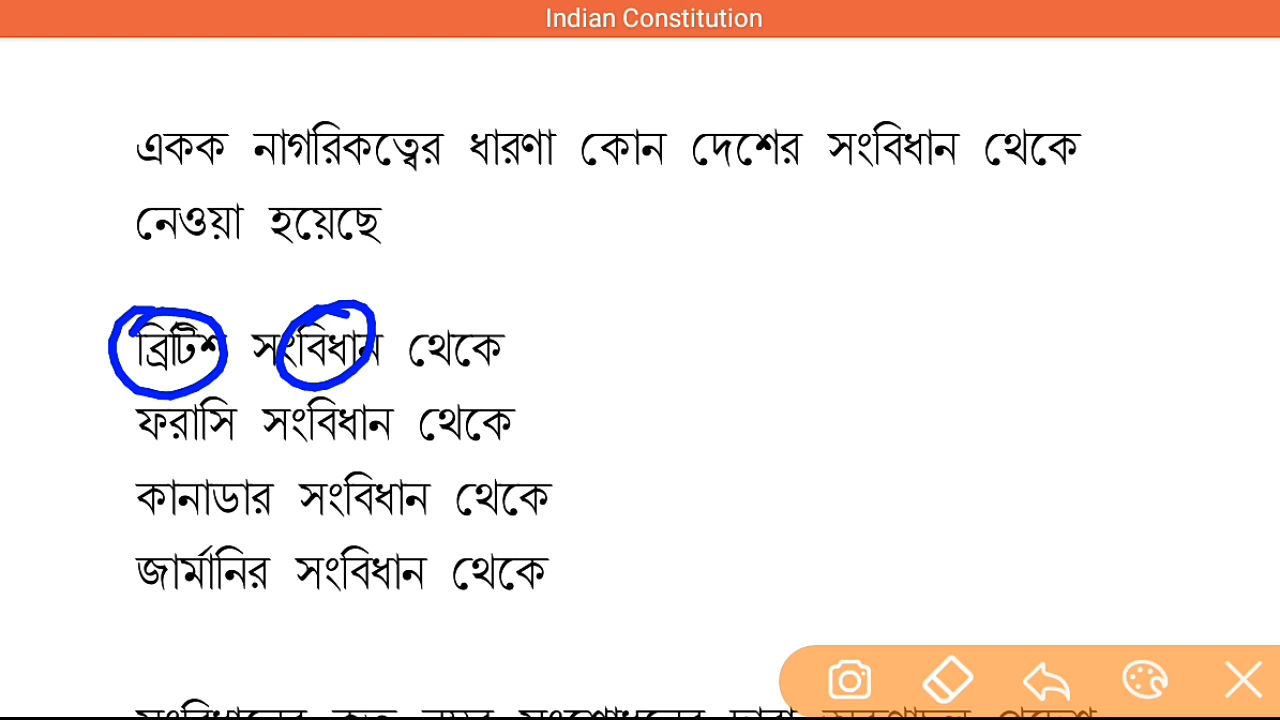 Indian Constitution
একক নাগরিকত্বের ধারণা কোন দেশের সংবিধান থেকে
নেওয়া হয়েছে
ব্রিটিশ সংবিধান থেকে
ফরাসি সংবিধান থেকে
কানাডার সংবিধান থেকে
জার্মানির সংবিধান থেকে